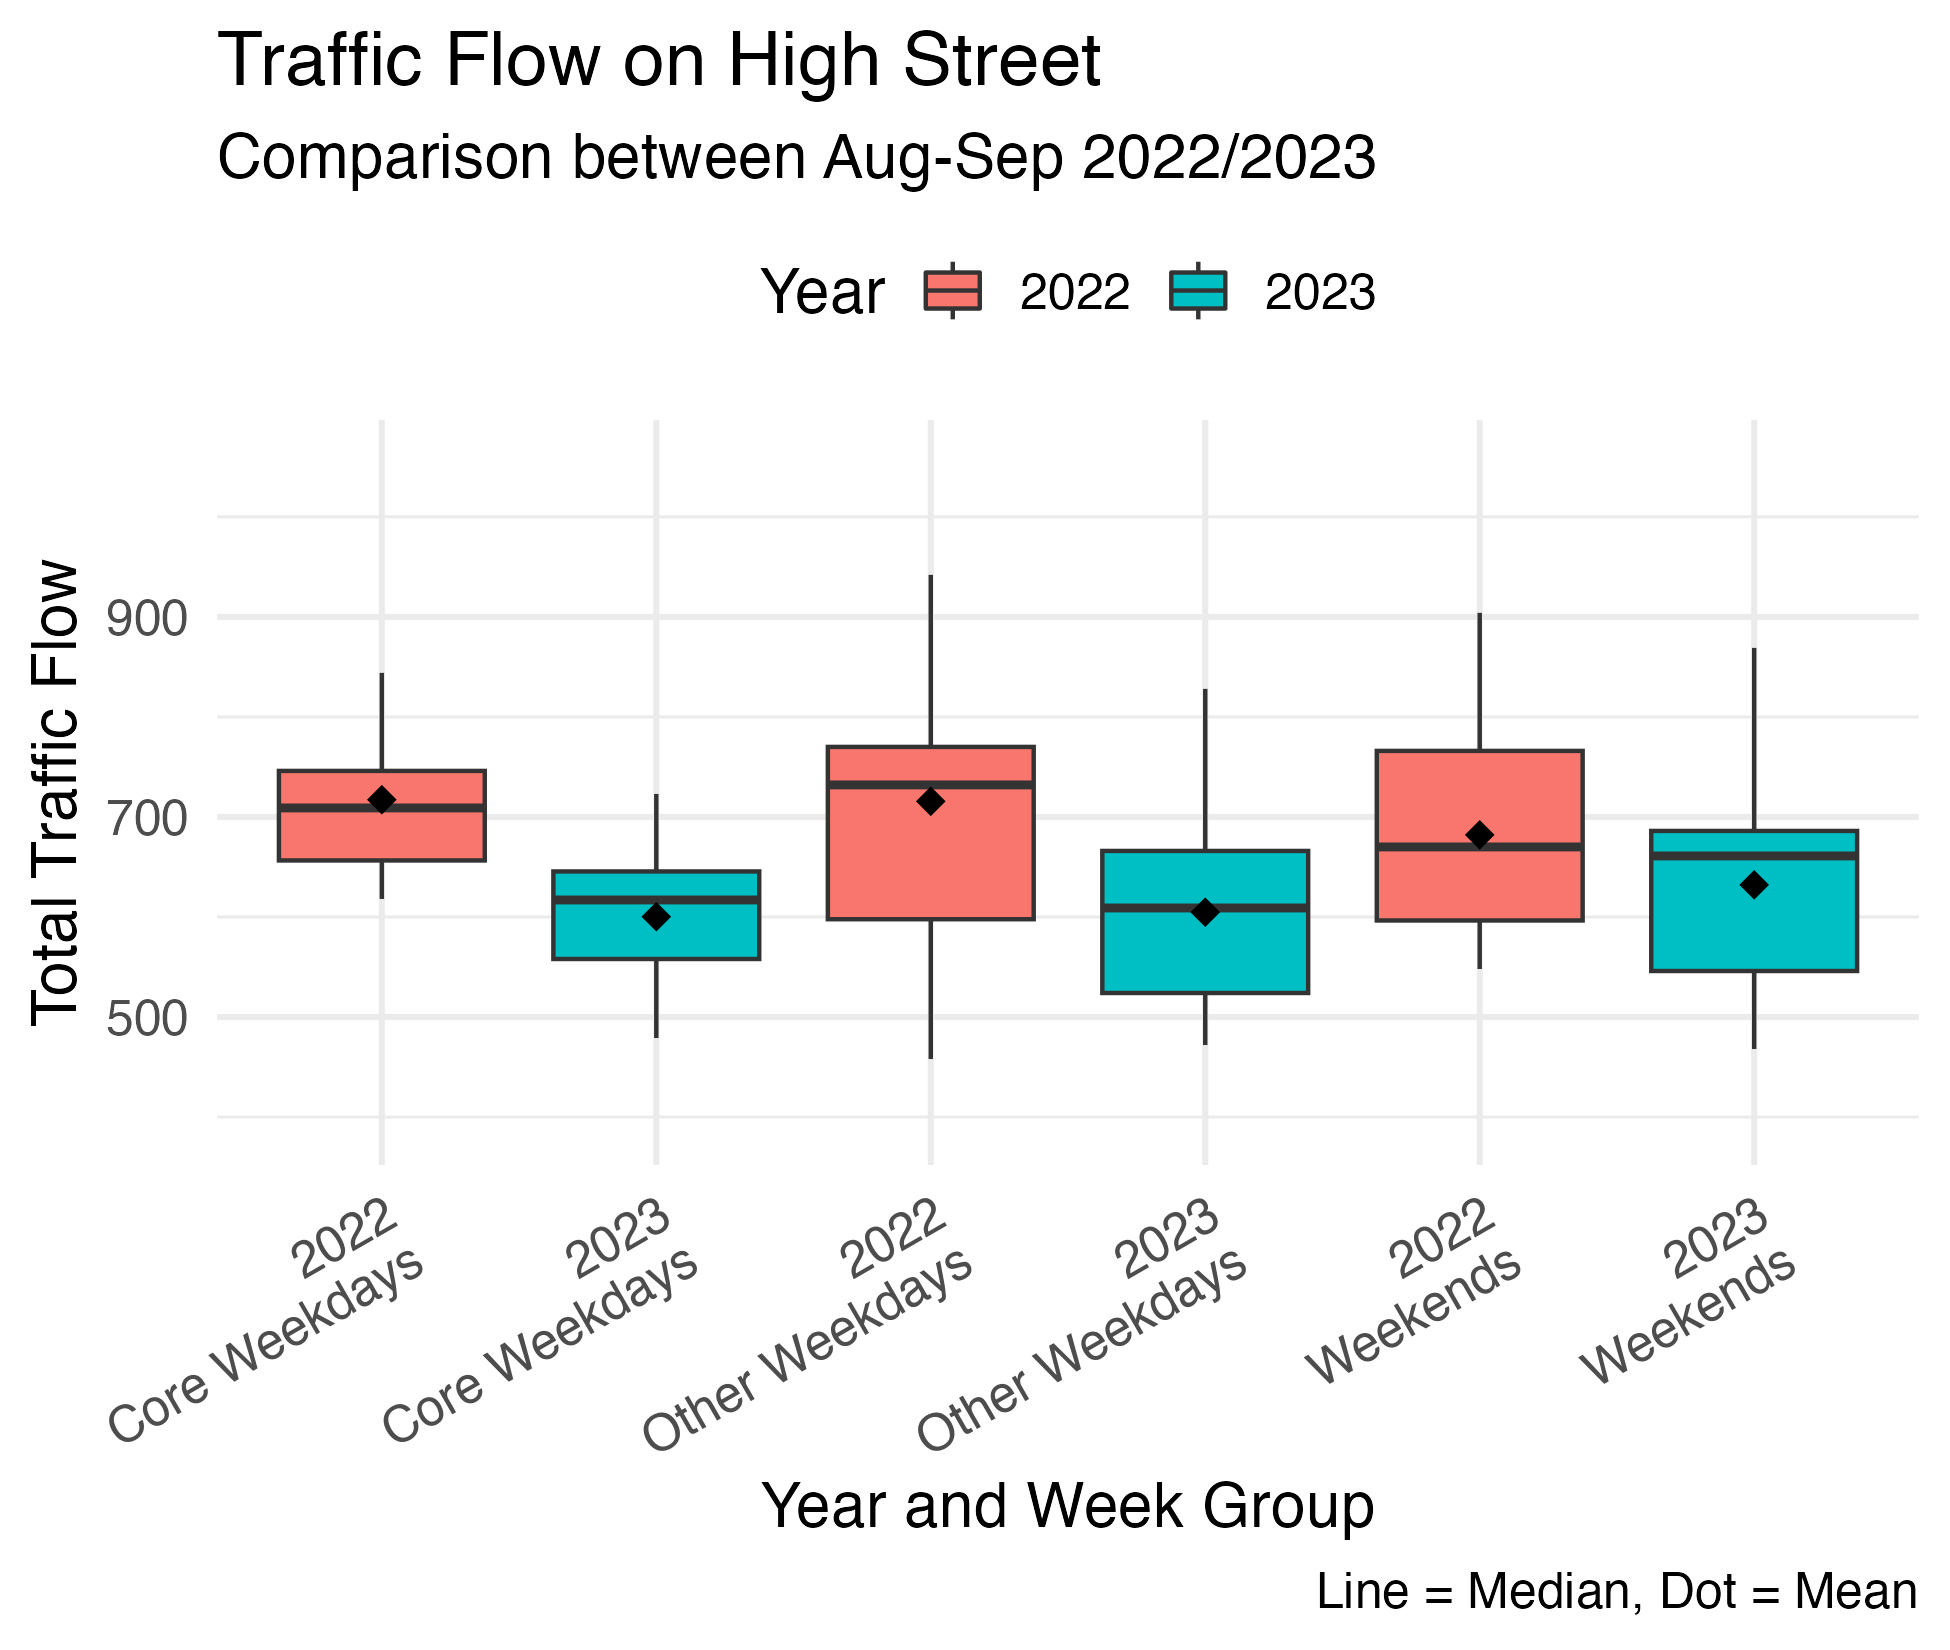 Traffic Flow on High Street
Comparison between Aug-Sep 2022/2023
Year 2022 2023
Total Traffic Flow
900
700
500
2022
Core Weekdays
2023
Core Weekdays
2022
Other Weekdays
2023
Other Weekdays
2022
Weekends
2023
Weekends
Year and Week Group
Line = Median, Dot = Mean